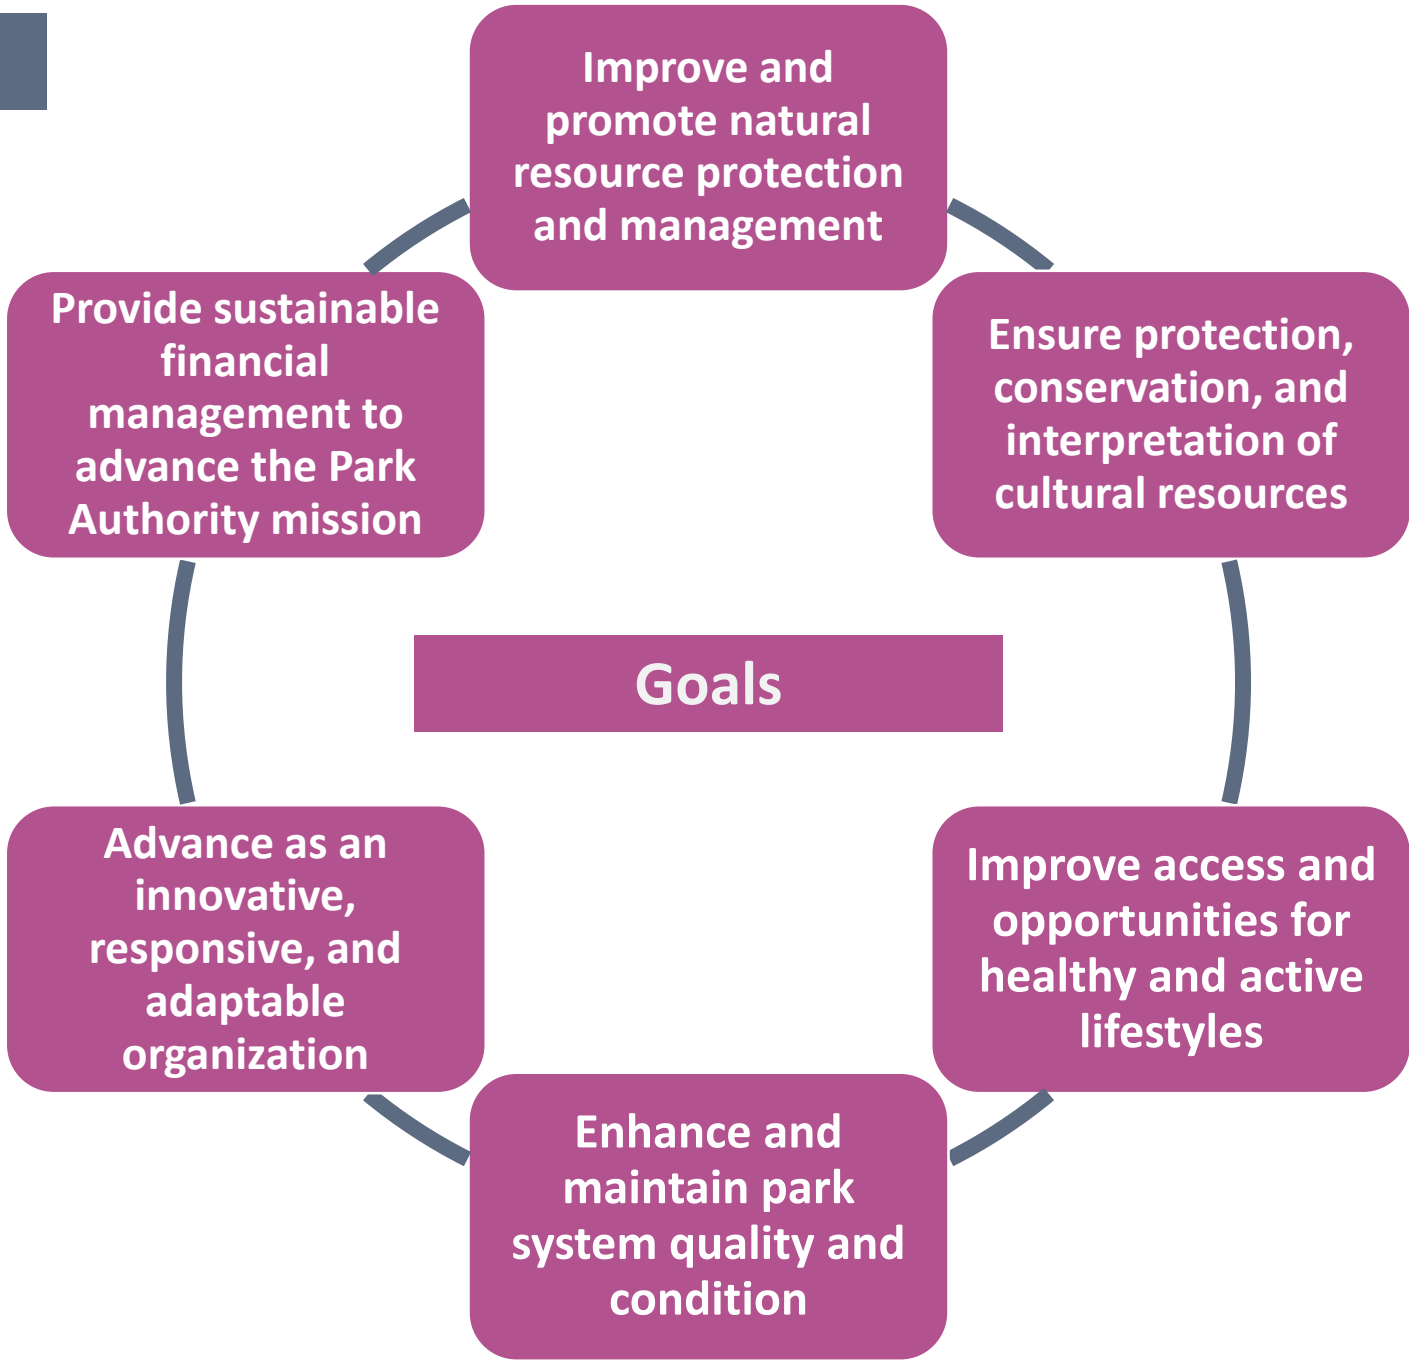 Improve and
promote natural
resource protection
and management
Ensure protection,
conservation, and
interpretation of
cultural resources
Improve access and
opportunities for
healthy and active
lifestyles
Enhance and
maintain park
system quality and
condition
Advance as an
innovative,
responsive, and
adaptable
organization
Provide sustainable
financial
management to
advance the Park
Authority mission
Goals